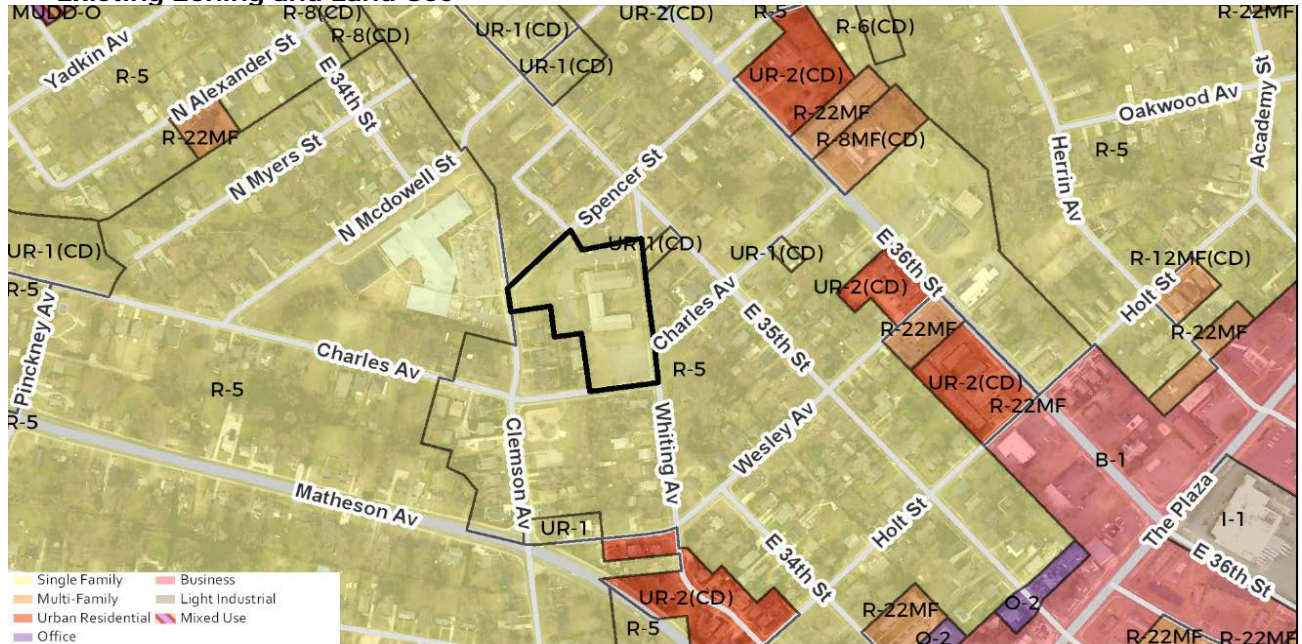 Existing Zoning and Land Use
MUDD-O
R-8(CD)
UR-1(CD)
UR-2(CD)
R-5
R-6(CD)
R-22MF
Yadkin Av
R-5
N Alexander St
E 34th St
UR-1(CD)
UR-2(CD)
R-22MF
R-8MF(CD)
Oakwood Av
Academy St
R-22MF
N Myers St
N Mcdowell St
Spencer St
Herrin Av
R-5
UR-1(CD)
R-5
UR-1(CD)
UR-1(CD)
E 36th St
R-12MF(CD)
Holt St
UR-2(CD)
Pinckney Av
Charles Av
Charles Av
E 35th St
R-22MF
R-22MF
R-5
R-5
UR-2(CD)
R-22MF
R-5
Clemson Av
Whiting Av
Wesley Av
B-1
The Plaza
Matheson Av
UR-1
Holt St
I-1
E 34th St
E 36th St
Single Family
Business
Multi-Family
Light Industrial
Urban Residential
Mixed Use
Office
UR-2(CD)
R-5
R-22MF
O-2
O-2
R-22MF
R-22MF